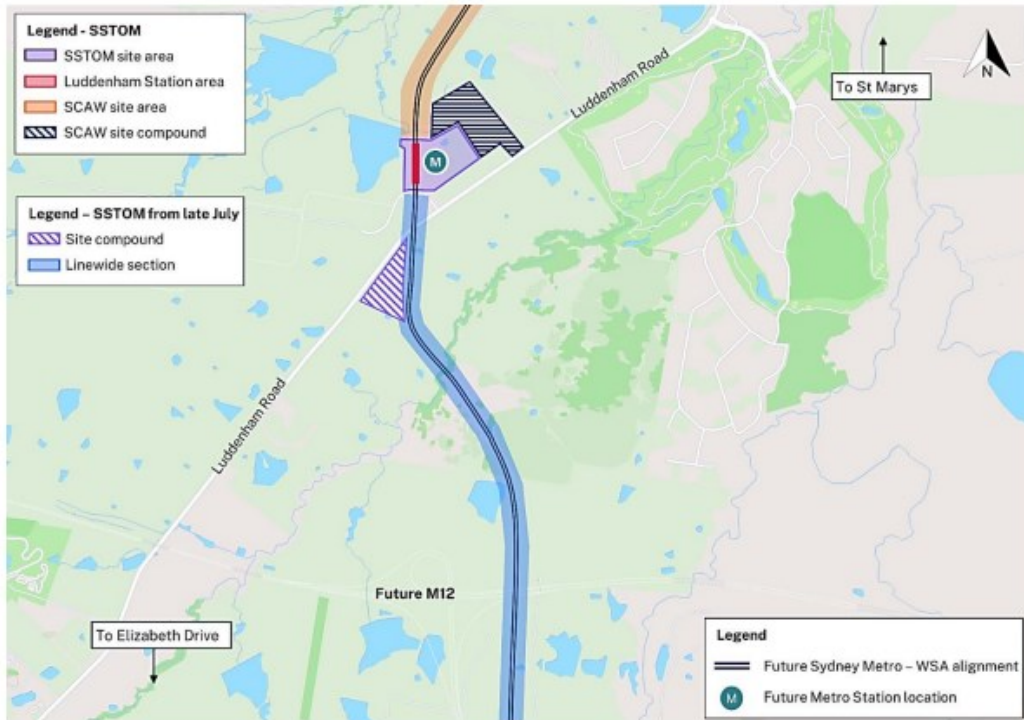 Legend - SSTOM
SSTOM site area
Luddenham Station area
SCAW site area
SCAW site compound
Legend – SSTOM from late July
Site compound
Linewide section
Luddenham Road
To St Marys
N
M
Luddenham Road
Future M12
To Elizabeth Drive
Legend
Future Sydney Metro – WSA alignment
M
Future Metro Station location